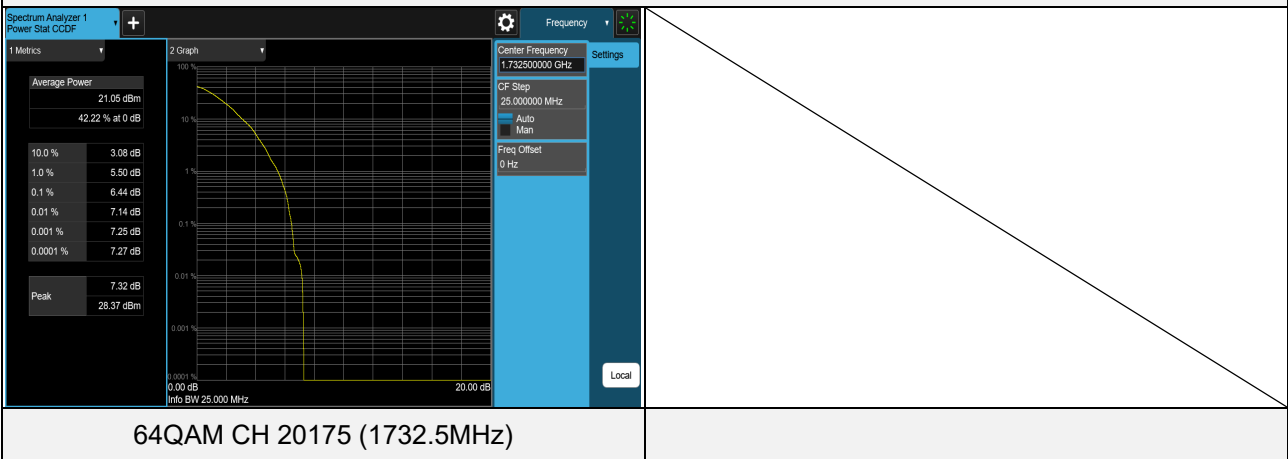 Spectrum Analyzer 1
Power Stat CCDF
+
Frequency
1 Metrics
2 Graph
Center Frequency
1.732500000 GHz
Settings
CF Step
25.000000 MHz
Auto
Man
Freq Offset
0 Hz
Average Power
21.05 dBm
42.22 % at 0 dB
10.0 % 3.08 dB
1.0 % 5.50 dB
0.1 % 6.44 dB
0.01 % 7.14 dB
0.001 % 7.25 dB
0.0001 % 7.27 dB
Peak
7.32 dB
28.37 dBm
100 %
10 %
1 %
0.1 %
0.01 %
0.001 %
0.0001 %
0.00 dB 20.00 dB
Info BW 25.000 MHz
Local
64QAM CH 20175 (1732.5MHz)